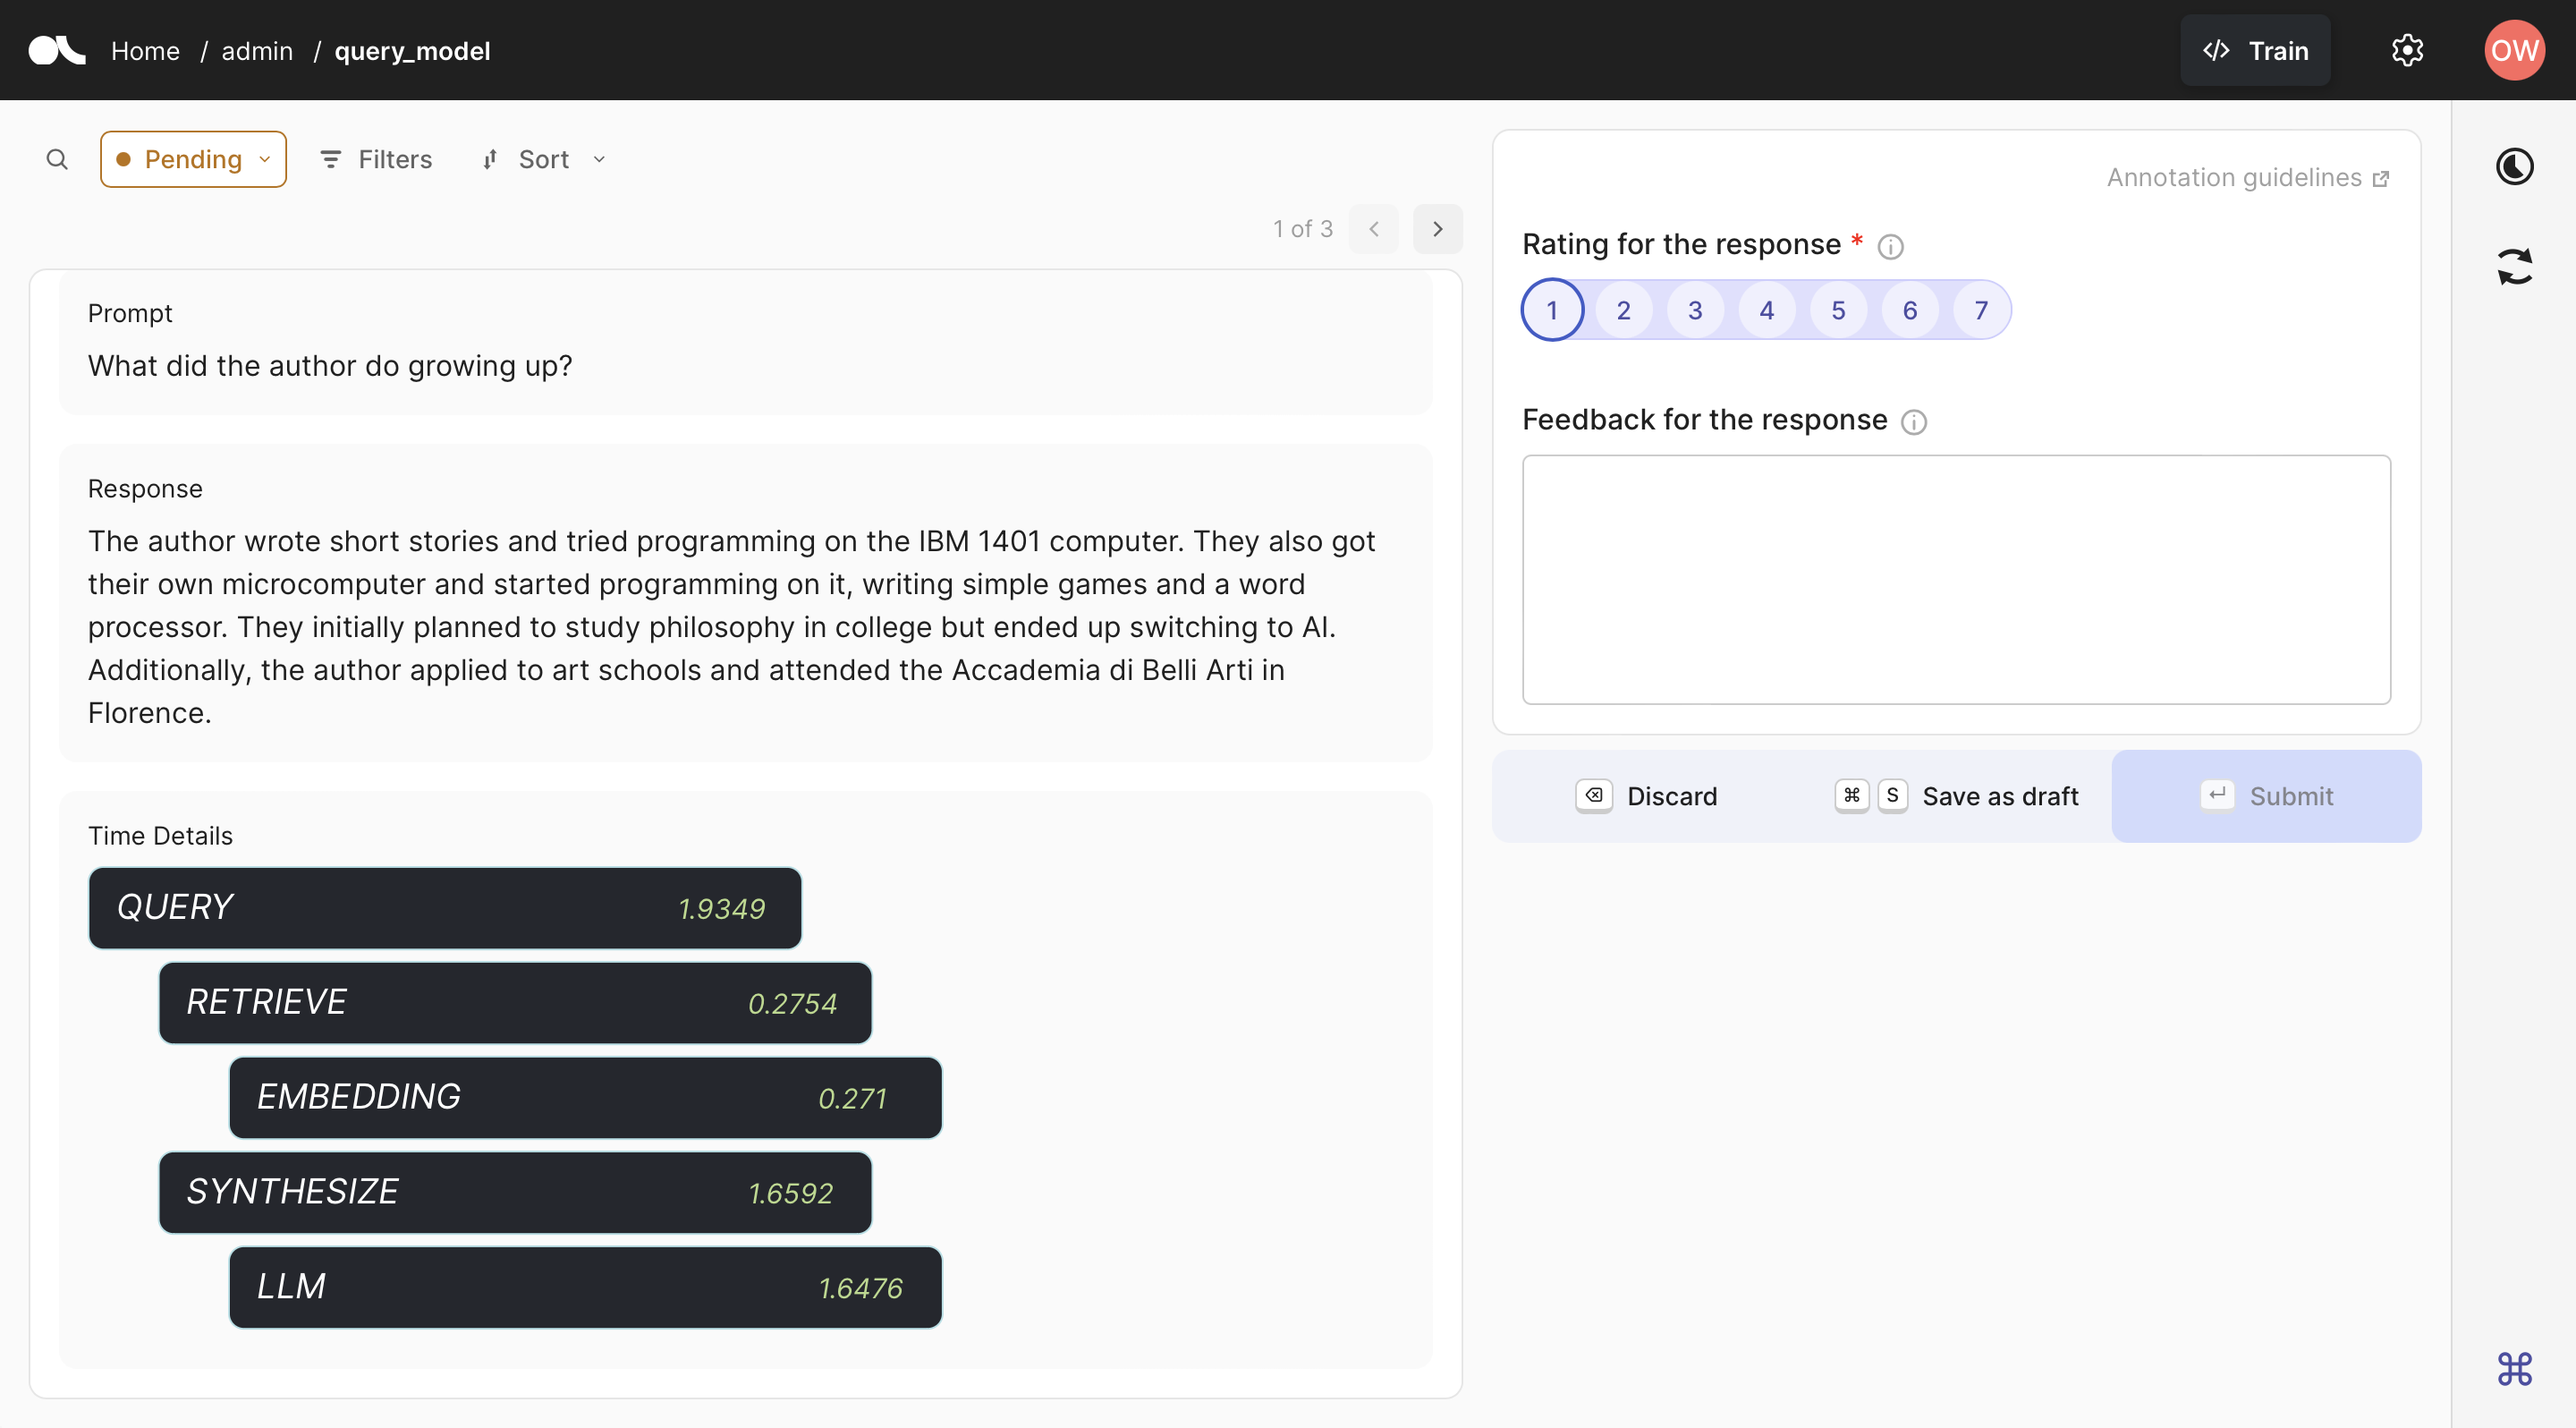 Home / admin / query_model
Train
OW
Pending
Filters
Sort
1 of 3
Prompt
What did the author do growing up?
Response
The author wrote short stories and tried programming on the IBM 1401 computer. They also got
their own microcomputer and started programming on it, writing simple games and a word
processor. They initially planned to study philosophy in college but ended up switching to AI.
Additionally, the author applied to art schools and attended the Accademia di Belli Arti in
Florence.
Time Details
QUERY 1.9349
RETRIEVE 0.2754
EMBEDDING 0.271
SYNTHESIZE 1.6592
LLM 1.6476
Annotation guidelines
Rating for the response *
1 2 3 4 5 6 7
Feedback for the response
Discard
⌘ S Save as draft
Submit